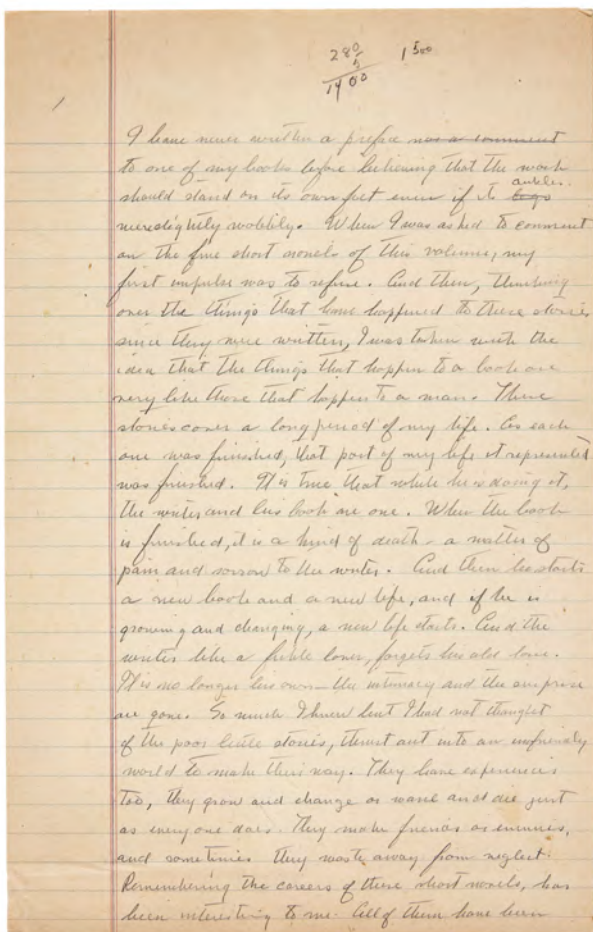 280 1500
5
1400
1
I have never written a preface nor a comment
to one of my books before believing that the work
should stand on its own feet even if its legs ankles.
were slightly wobbily. When I was asked to comment
on the five short novels of this volume, my
first impulse was to refuse. And then, thinking
over the things that have happened to these stories
since they were written, I was taken with the
idea that the things that happen to a book are
very like those that happen to a man. These
stories cover a long period of my life. As each
one was finished, that part of my life it represented
was finished. It is true that while he is doing it,
the writer and his book are one. When the book
is finished, it is a kind of death - a matter of
pain and sorrow to the writer. And then he starts
a new book and a new life, and if he is
growing and changing, a new life starts. And the
writer like a fickle lover, forgets his old love.
It is no longer his own — the intimacy and the surprise
are gone. So much I knew but I had not thought
of the poor little stories, thrust out into an unfriendly
world to make their way. They have experiences
too, they grow and change or wane and die just
as everyone does. They make friends or enemies,
and sometimes they waste away from neglect.
Remembering the careers of these short novels, has
been interesting to me. All of them have been